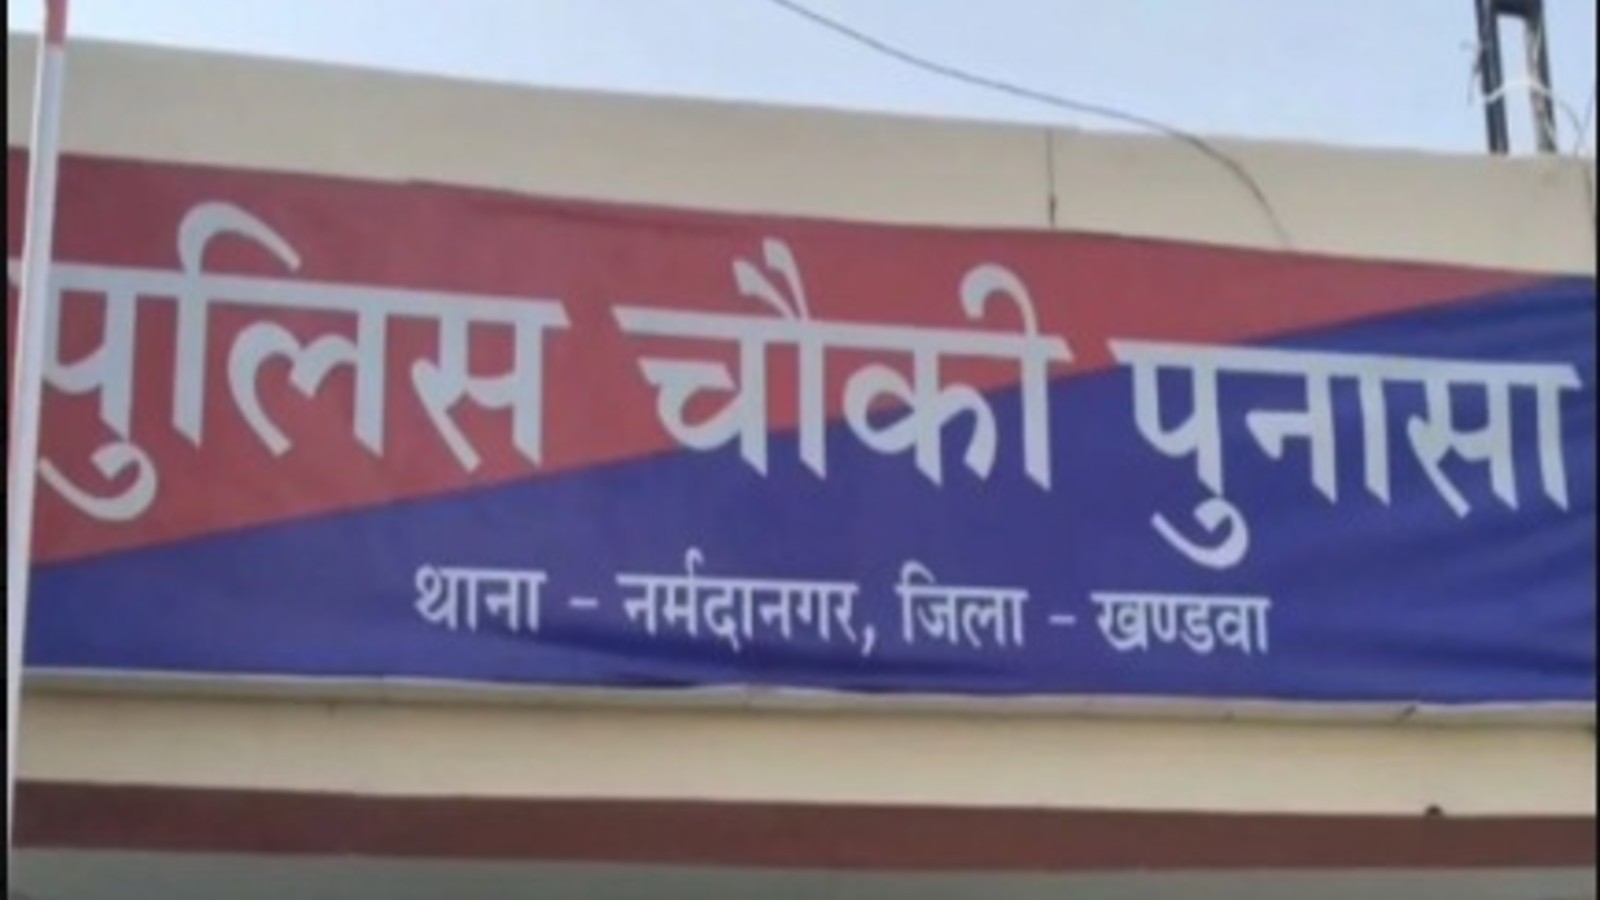 पुलिस चौकी पुनासा
थाना - नर्मदानगर, जिला - खण्डवा